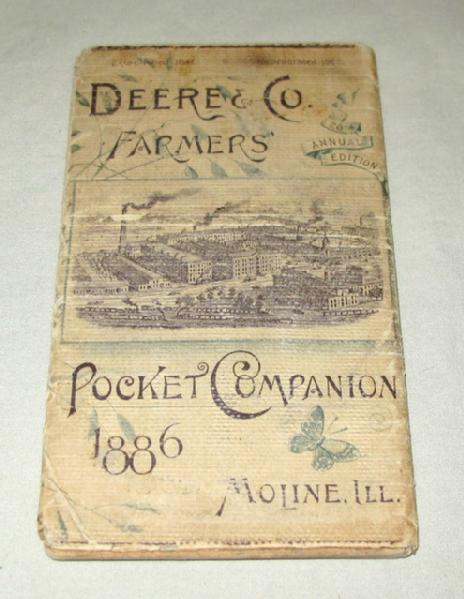 DEERE & CO.
FARMERS'
ANNUAL
EDITION
POCKET COMPANION
1886
MOLINE, ILL.